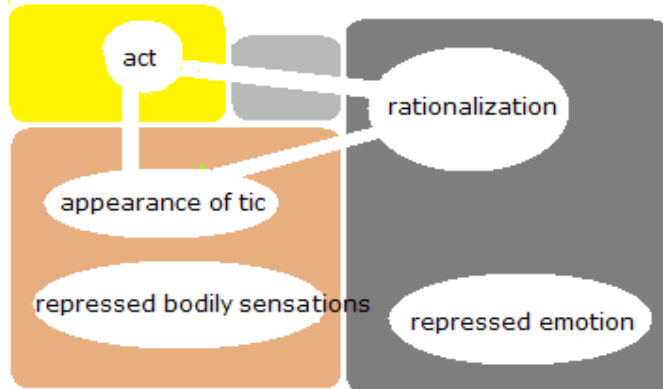 act
rationalization
appearance of tic
repressed bodily sensations
repressed emotion